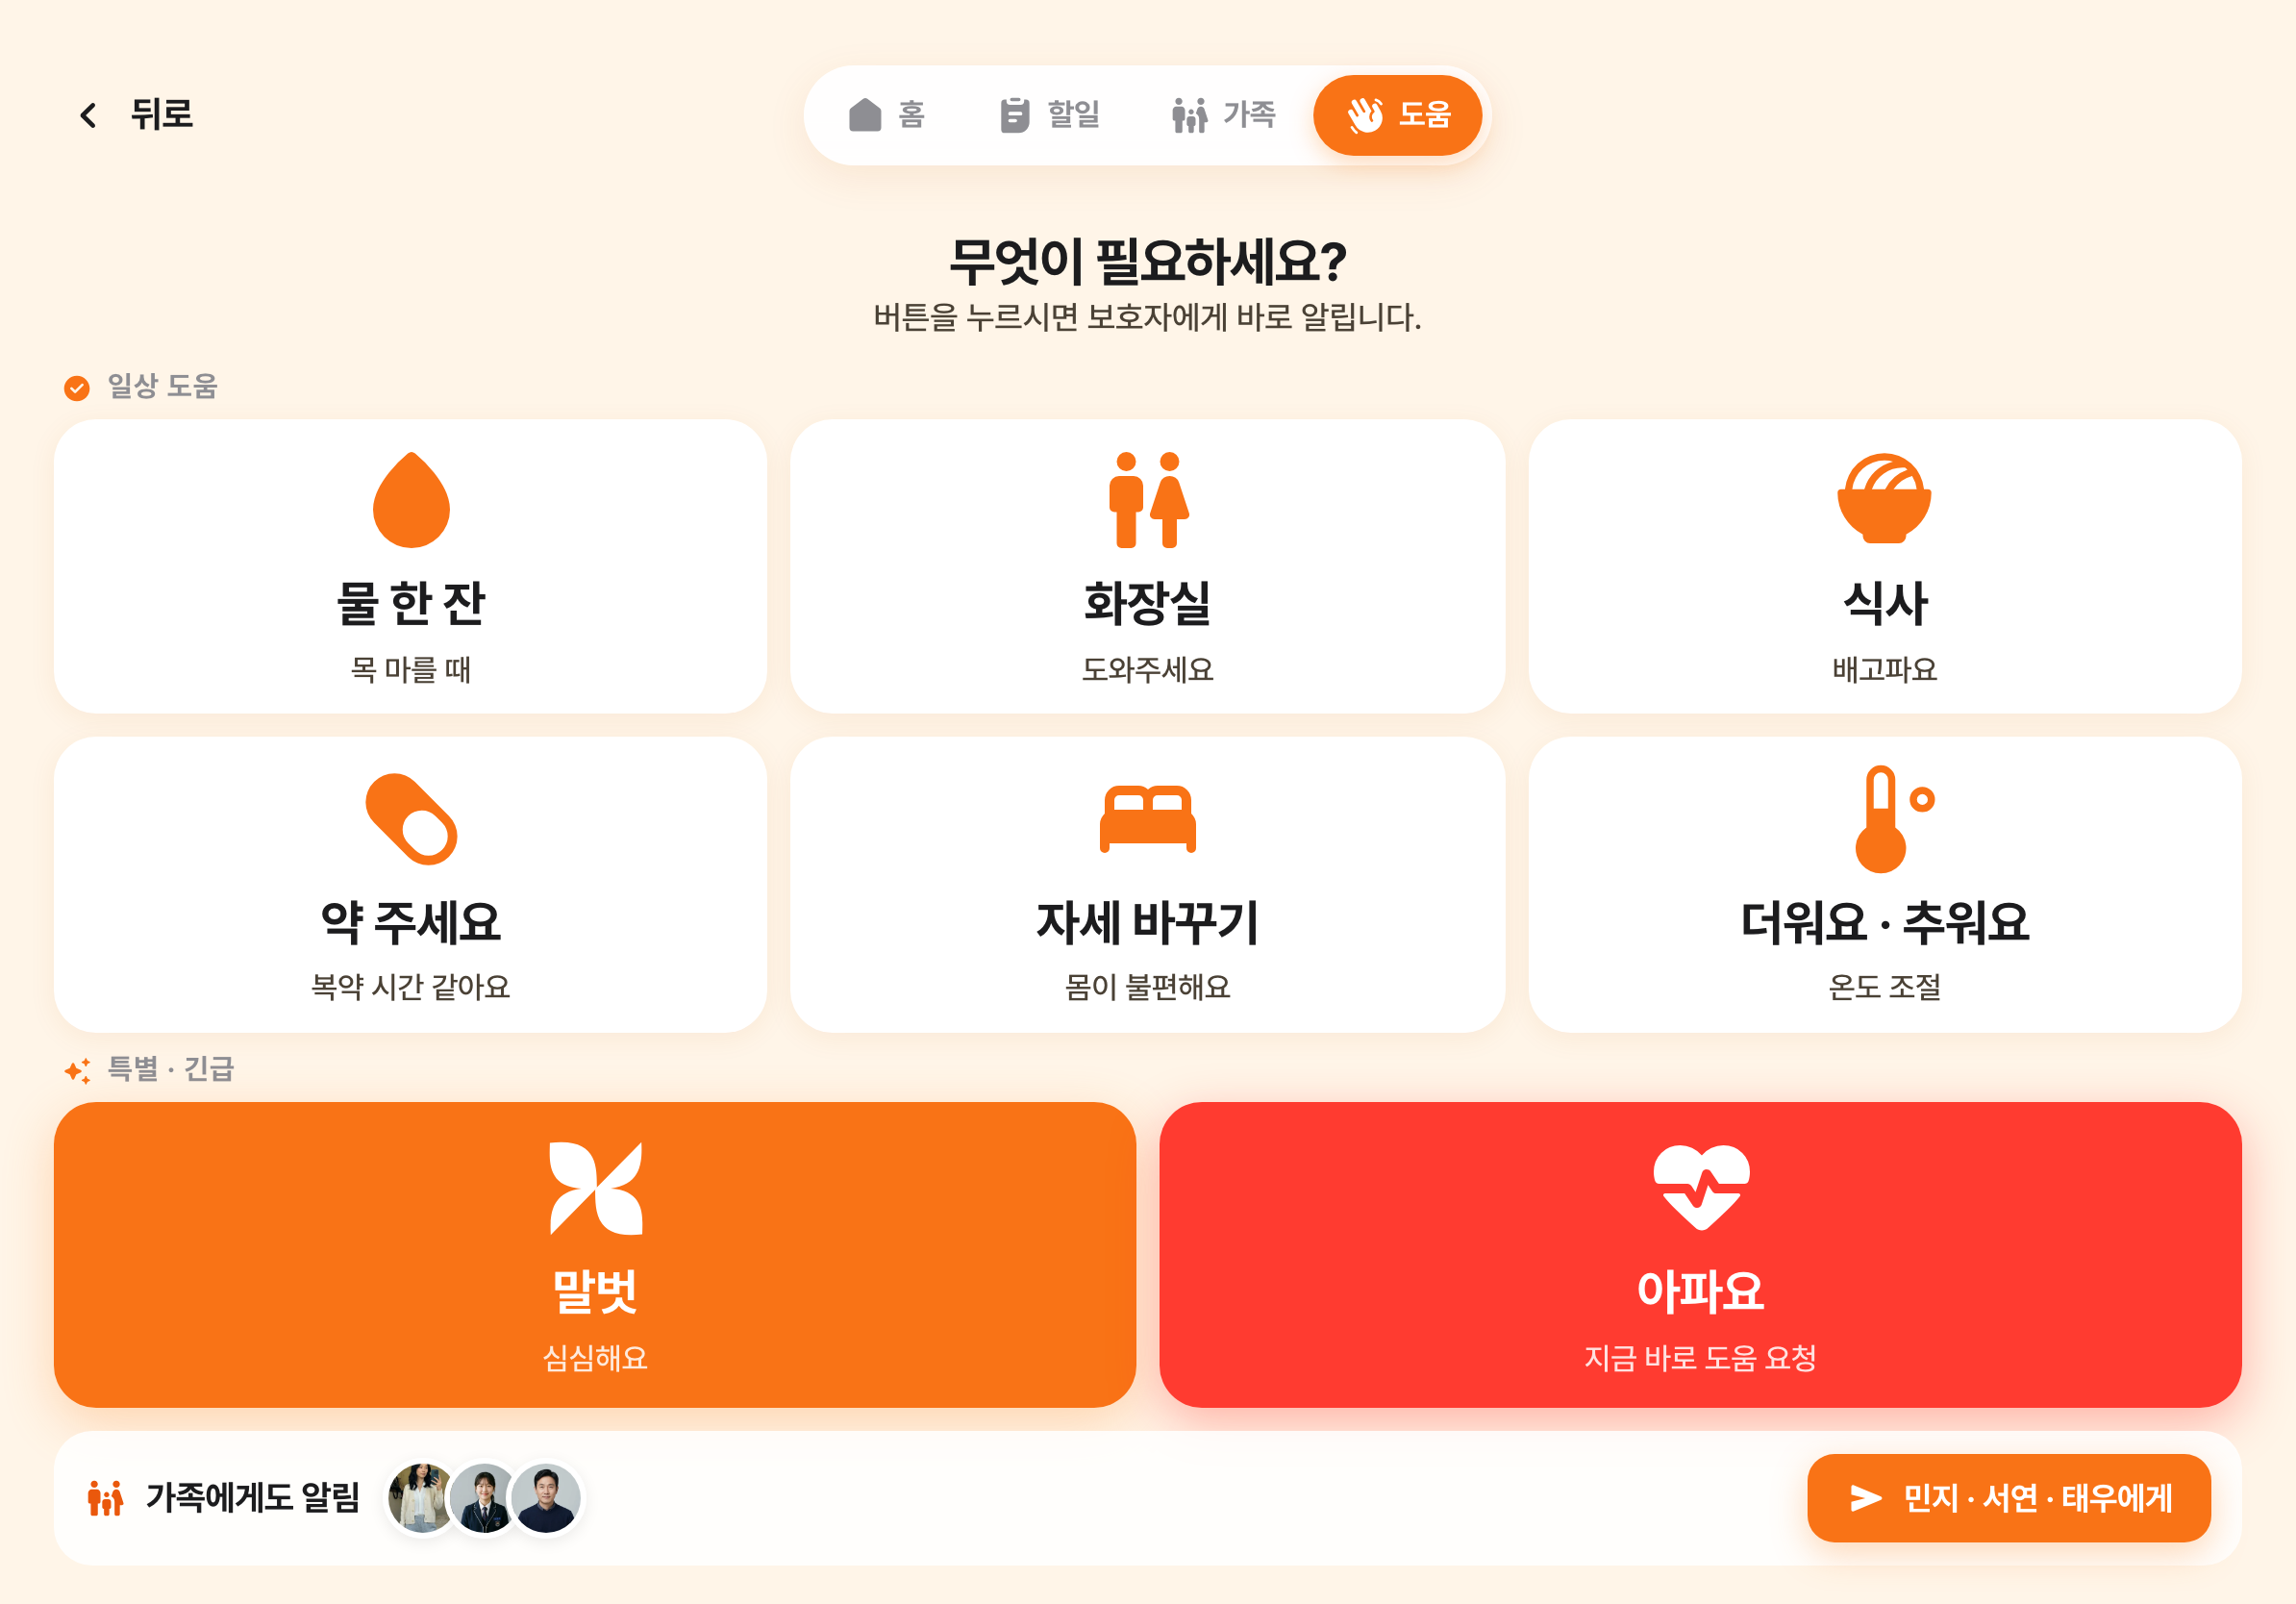 뒤로
홈
할일
가족
도움
무엇이 필요하세요?
버튼을 누르시면 보호자에게 바로 알립니다.
일상 도움
물 한 잔
목 마를 때
화장실
도와주세요
식사
배고파요
약 주세요
복약 시간 같아요
자세 바꾸기
몸이 불편해요
더워요 · 추워요
온도 조절
특별 · 긴급
말벗
심심해요
아파요
지금 바로 도움 요청
가족에게도 알림
민지 · 서연 · 태우에게